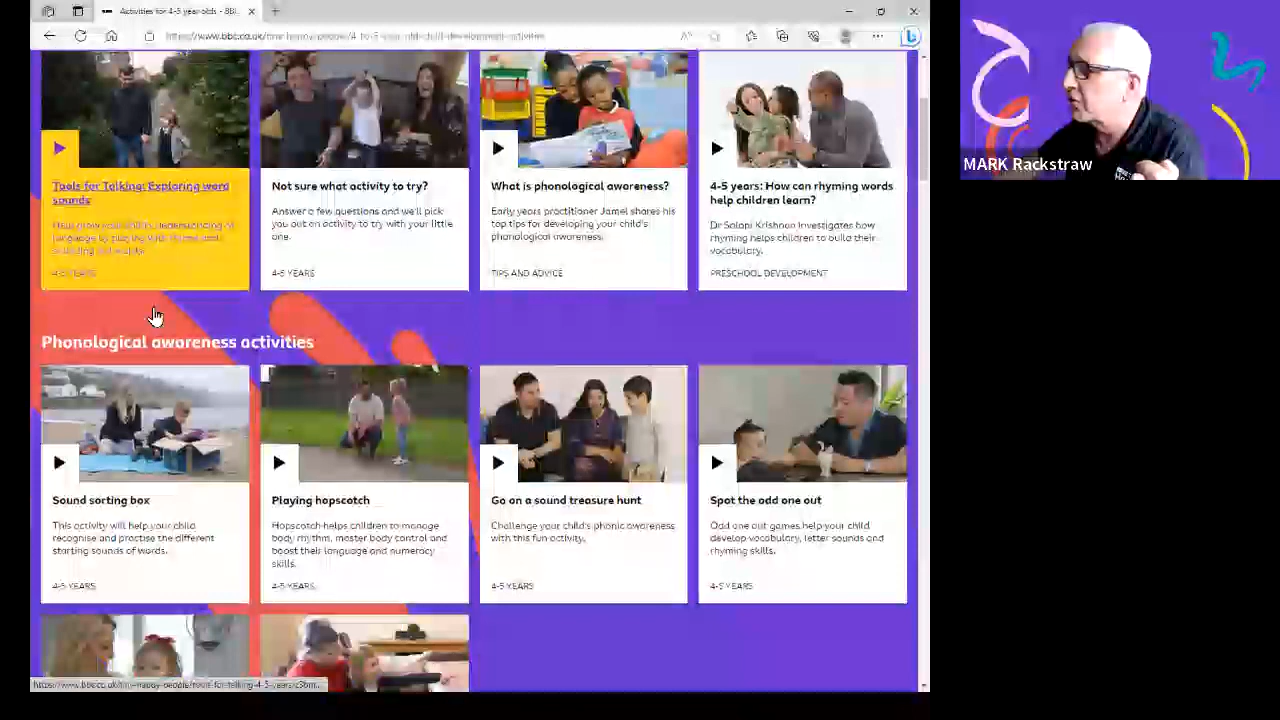 Activities for 4-5 year olds - BBC
Tools for Talking: Exploring word
sounds
4-5 YEARS
Not sure what activity to try?
Answer a few questions and we'll pick
you out an activity to try with your little
one.
4-5 YEARS
What is phonological awareness?
Early years practitioner Jamel shares his
top tips for developing your child's
phonological awareness.
TIPS AND ADVICE
4-5 years: How can rhyming words
help children learn?
Dr Saloni Krishnan investigates how
rhyming helps children to build their
vocabulary.
PRESCHOOL DEVELOPMENT
Phonological awareness activities
Sound sorting box
This activity will help your child
recognise and practise the different
starting sounds of words.
4-5 YEARS
Playing hopscotch
Hopscotch helps children to manage
body rhythm, master body control and
boost their language and numeracy
skills.
4-5 YEARS
Go on a sound treasure hunt
Challenge your child's phonic awareness
with this fun activity.
4-5 YEARS
Spot the odd one out
Odd one out games help your child
develop vocabulary, letter sounds and
rhyming skills.
4-5 YEARS
MARK Rackstraw